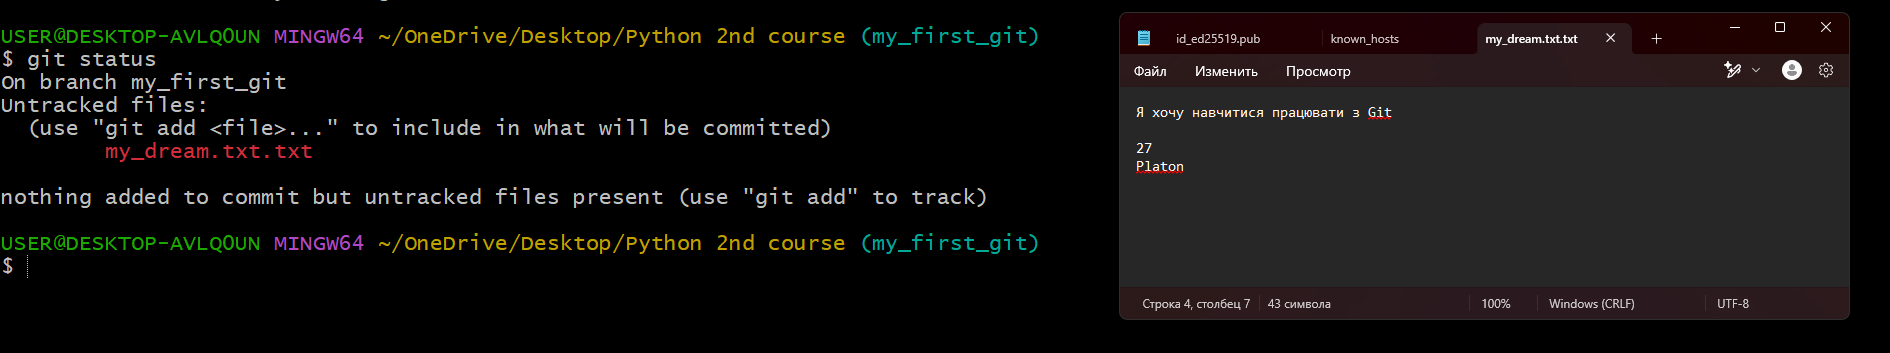 USER@DESKTOP-AVLQ0UN MINGW64 ~/OneDrive/Desktop/Python 2nd course (my_first_git)
$ git status
On branch my_first_git
Untracked files:
  (use "git add <file>..." to include in what will be committed)
        my_dream.txt.txt

nothing added to commit but untracked files present (use "git add" to track)

USER@DESKTOP-AVLQ0UN MINGW64 ~/OneDrive/Desktop/Python 2nd course (my_first_git)
$
id_ed25519.pub known_hosts my_dream.txt.txt
Файл Изменить Просмотр
Я хочу навчитися працювати з Git

27
Platon
Строка 4, столбец 7 43 символа 100% Windows (CRLF) UTF-8